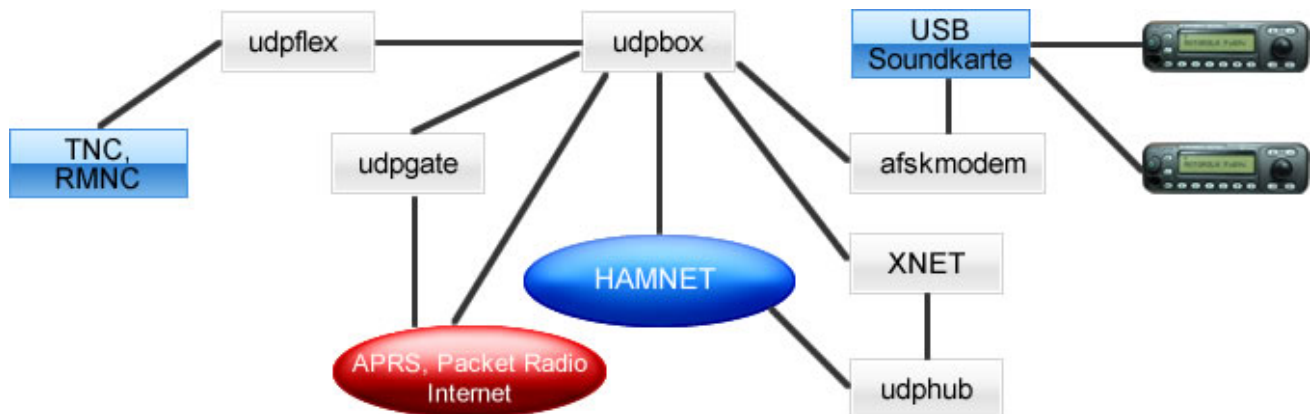 udpflex
udpbox
USB
Soundkarte
TNC,
RMNC
udpgate
afskmodem
HAMNET
XNET
APRS, Packet Radio
Internet
udphub